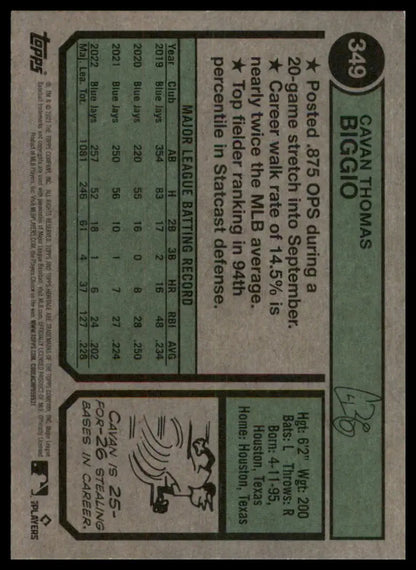 349
CAVAN THOMAS
BIGGIO
★ Posted .875 OPS during a
20-game stretch into September.
★ Career walk rate of 14.5% is
nearly twice the MLB average.
★ Top fielder ranking in 94th
percentile in Statcast defense.
Hgt: 6'2" Wgt: 200
Bats: L Throws: R
Born: 4-11-95,
Houston, Texas
Home: Houston, Texas
MAJOR LEAGUE BATTING RECORD
Year Club AB H 2B 3B HR RBI AVG
2019 Blue Jays 354 83 17 2 16 48 .234
2020 Blue Jays 220 55 16 0 8 28 .250
2021 Blue Jays 250 56 10 1 7 27 .224
2022 Blue Jays 257 52 18 1 6 24 .202
Maj. Lea. Tot. 1081 246 61 4 37 127 .228
CAVAN IS 25-
FOR-26 STEALING
BASES IN CAREER.
topps
PLAYERS